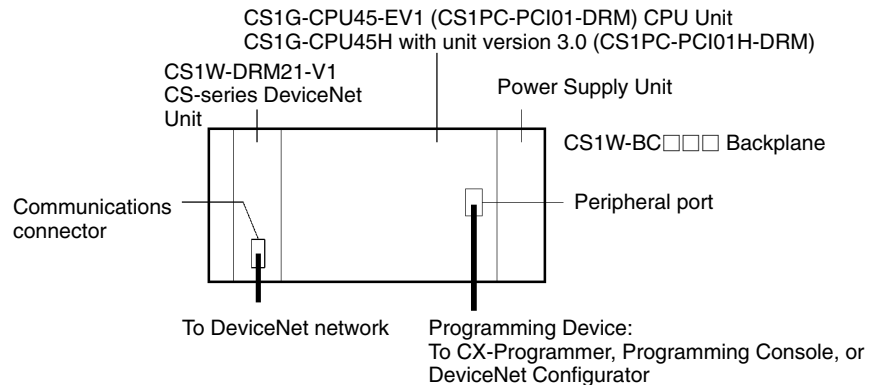 CS1G-CPU45-EV1 (CS1PC-PCI01-DRM) CPU Unit
CS1G-CPU45H with unit version 3.0 (CS1PC-PCI01H-DRM)
CS1W-DRM21-V1
CS-series DeviceNet
Unit
Power Supply Unit
CS1W-BC□□□ Backplane
Communications
connector
Peripheral port
To DeviceNet network
Programming Device:
To CX-Programmer, Programming Console, or
DeviceNet Configurator